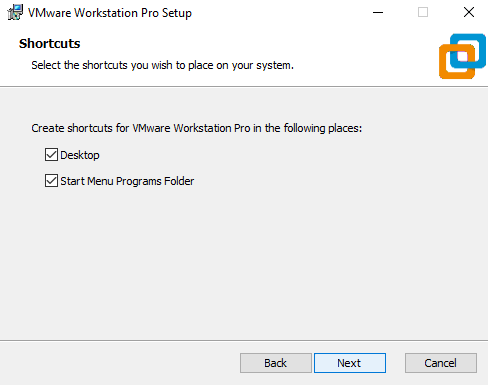 VMware Workstation Pro Setup
Shortcuts
Select the shortcuts you wish to place on your system.
Create shortcuts for VMware Workstation Pro in the following places:
Desktop
Start Menu Programs Folder
Back Next Cancel